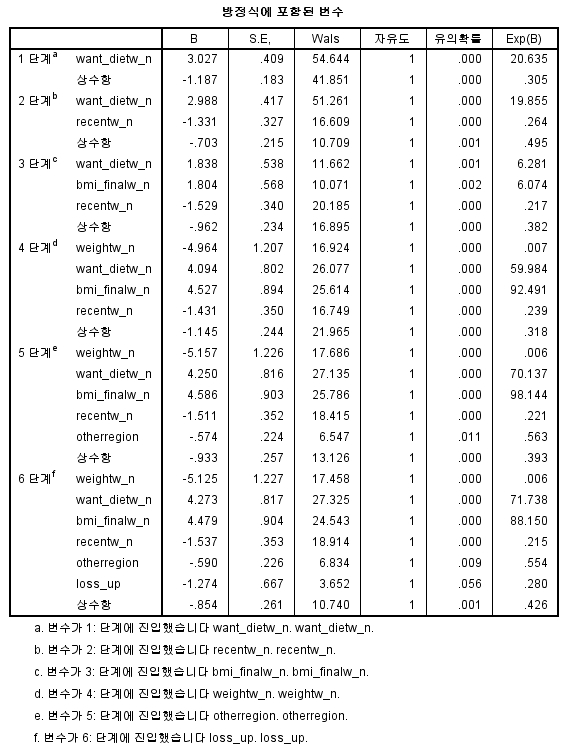 방정식에 포함된 변수
B S.E, Wals 자유도 유의확률 Exp(B)
1 단계a want_dietw_n 3.027 .409 54.644 1 .000 20.635
상수항 -1.187 .183 41.851 1 .000 .305
2 단계b want_dietw_n 2.988 .417 51.261 1 .000 19.855
recentw_n -1.331 .327 16.609 1 .000 .264
상수항 -.703 .215 10.709 1 .001 .495
3 단계c want_dietw_n 1.838 .538 11.662 1 .001 6.281
bmi_finalw_n 1.804 .568 10.071 1 .002 6.074
recentw_n -1.529 .340 20.185 1 .000 .217
상수항 -.962 .234 16.895 1 .000 .382
4 단계d weightw_n -4.964 1.207 16.924 1 .000 .007
want_dietw_n 4.094 .802 26.077 1 .000 59.984
bmi_finalw_n 4.527 .894 25.614 1 .000 92.491
recentw_n -1.431 .350 16.749 1 .000 .239
상수항 -1.145 .244 21.965 1 .000 .318
5 단계e weightw_n -5.157 1.226 17.686 1 .000 .006
want_dietw_n 4.250 .816 27.135 1 .000 70.137
bmi_finalw_n 4.586 .903 25.786 1 .000 98.144
recentw_n -1.511 .352 18.415 1 .000 .221
otherregion -.574 .224 6.547 1 .011 .563
상수항 -.933 .257 13.126 1 .000 .393
6 단계f weightw_n -5.125 1.227 17.458 1 .000 .006
want_dietw_n 4.273 .817 27.325 1 .000 71.738
bmi_finalw_n 4.479 .904 24.543 1 .000 88.150
recentw_n -1.537 .353 18.914 1 .000 .215
otherregion -.590 .226 6.834 1 .009 .554
loss_up -1.274 .667 3.652 1 .056 .280
상수항 -.854 .261 10.740 1 .001 .426
a. 변수가 1: 단계에 진입했습니다 want_dietw_n. want_dietw_n.
b. 변수가 2: 단계에 진입했습니다 recentw_n. recentw_n.
c. 변수가 3: 단계에 진입했습니다 bmi_finalw_n. bmi_finalw_n.
d. 변수가 4: 단계에 진입했습니다 weightw_n. weightw_n.
e. 변수가 5: 단계에 진입했습니다 otherregion. otherregion.
f. 변수가 6: 단계에 진입했습니다 loss_up. loss_up.